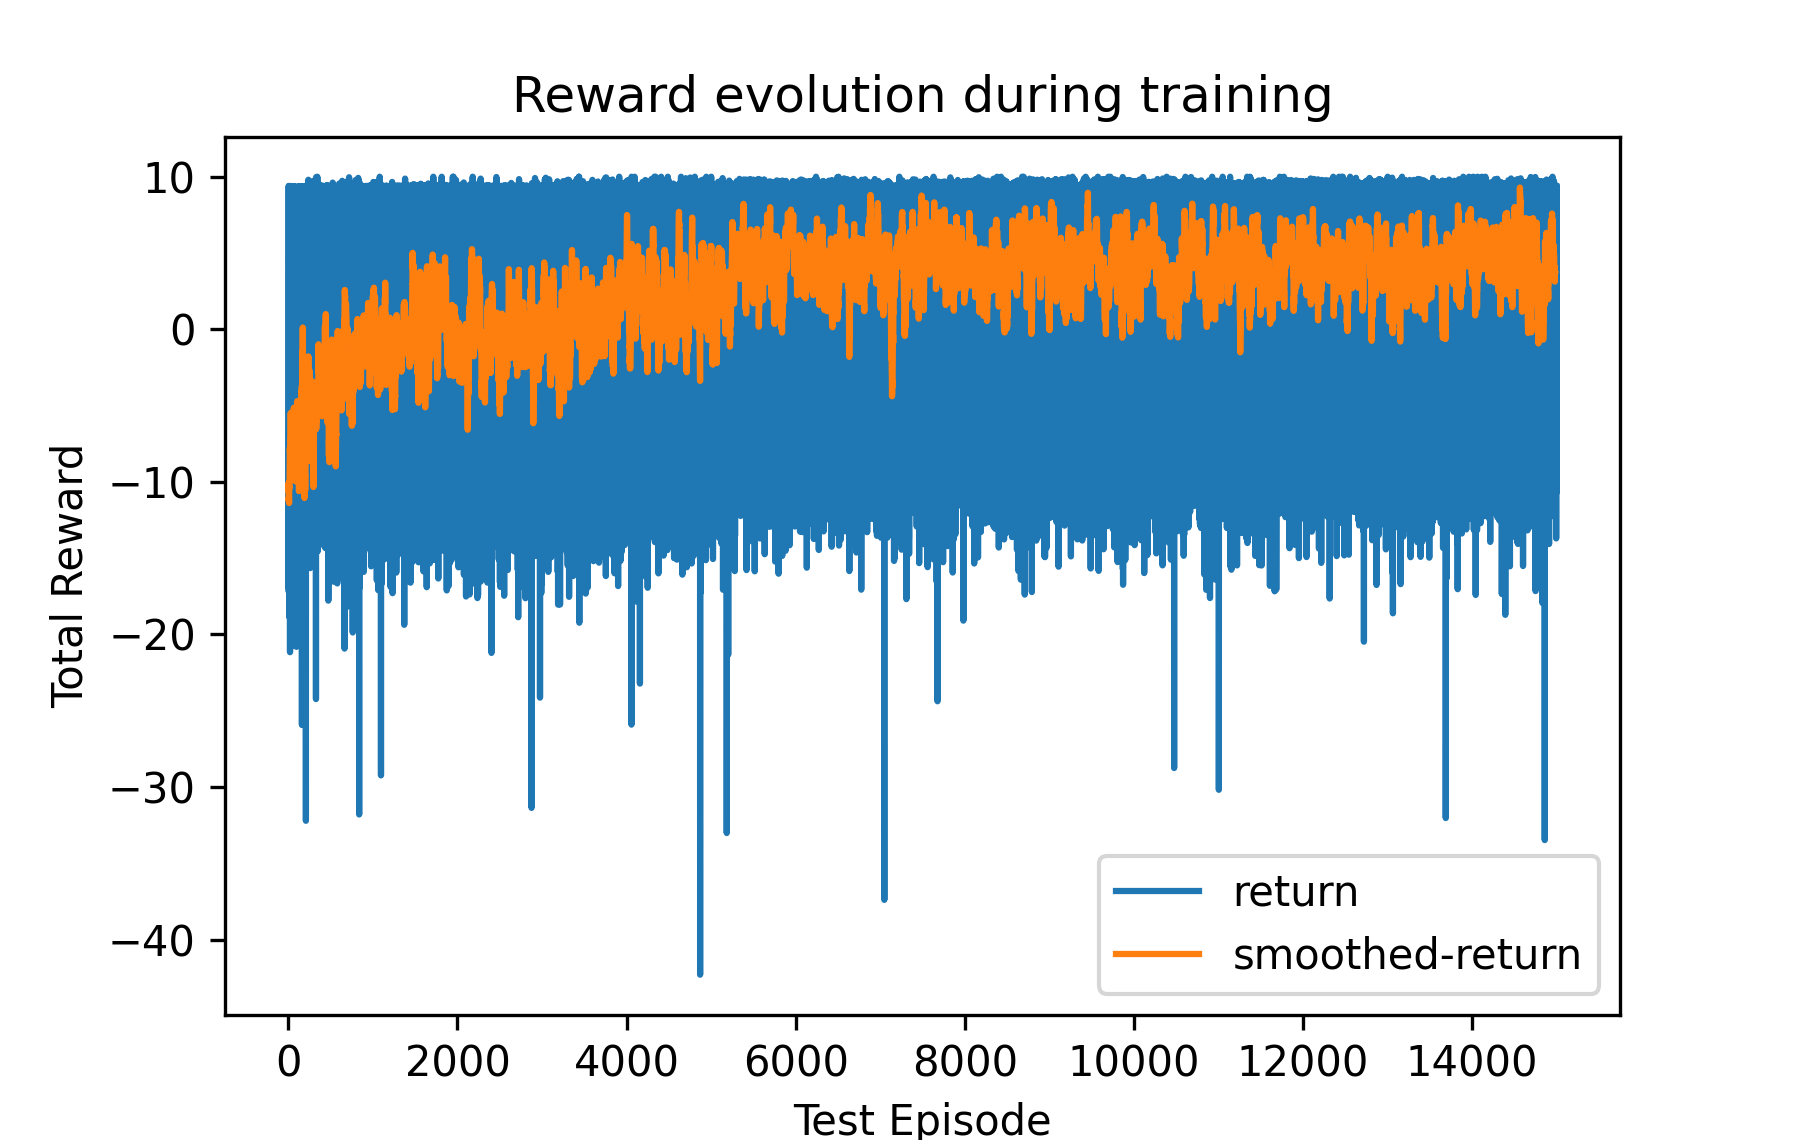 Reward evolution during training
Total Reward
10
0
−10
−20
−30
−40
return
smoothed-return
0 2000 4000 6000 8000 10000 12000 14000
Test Episode